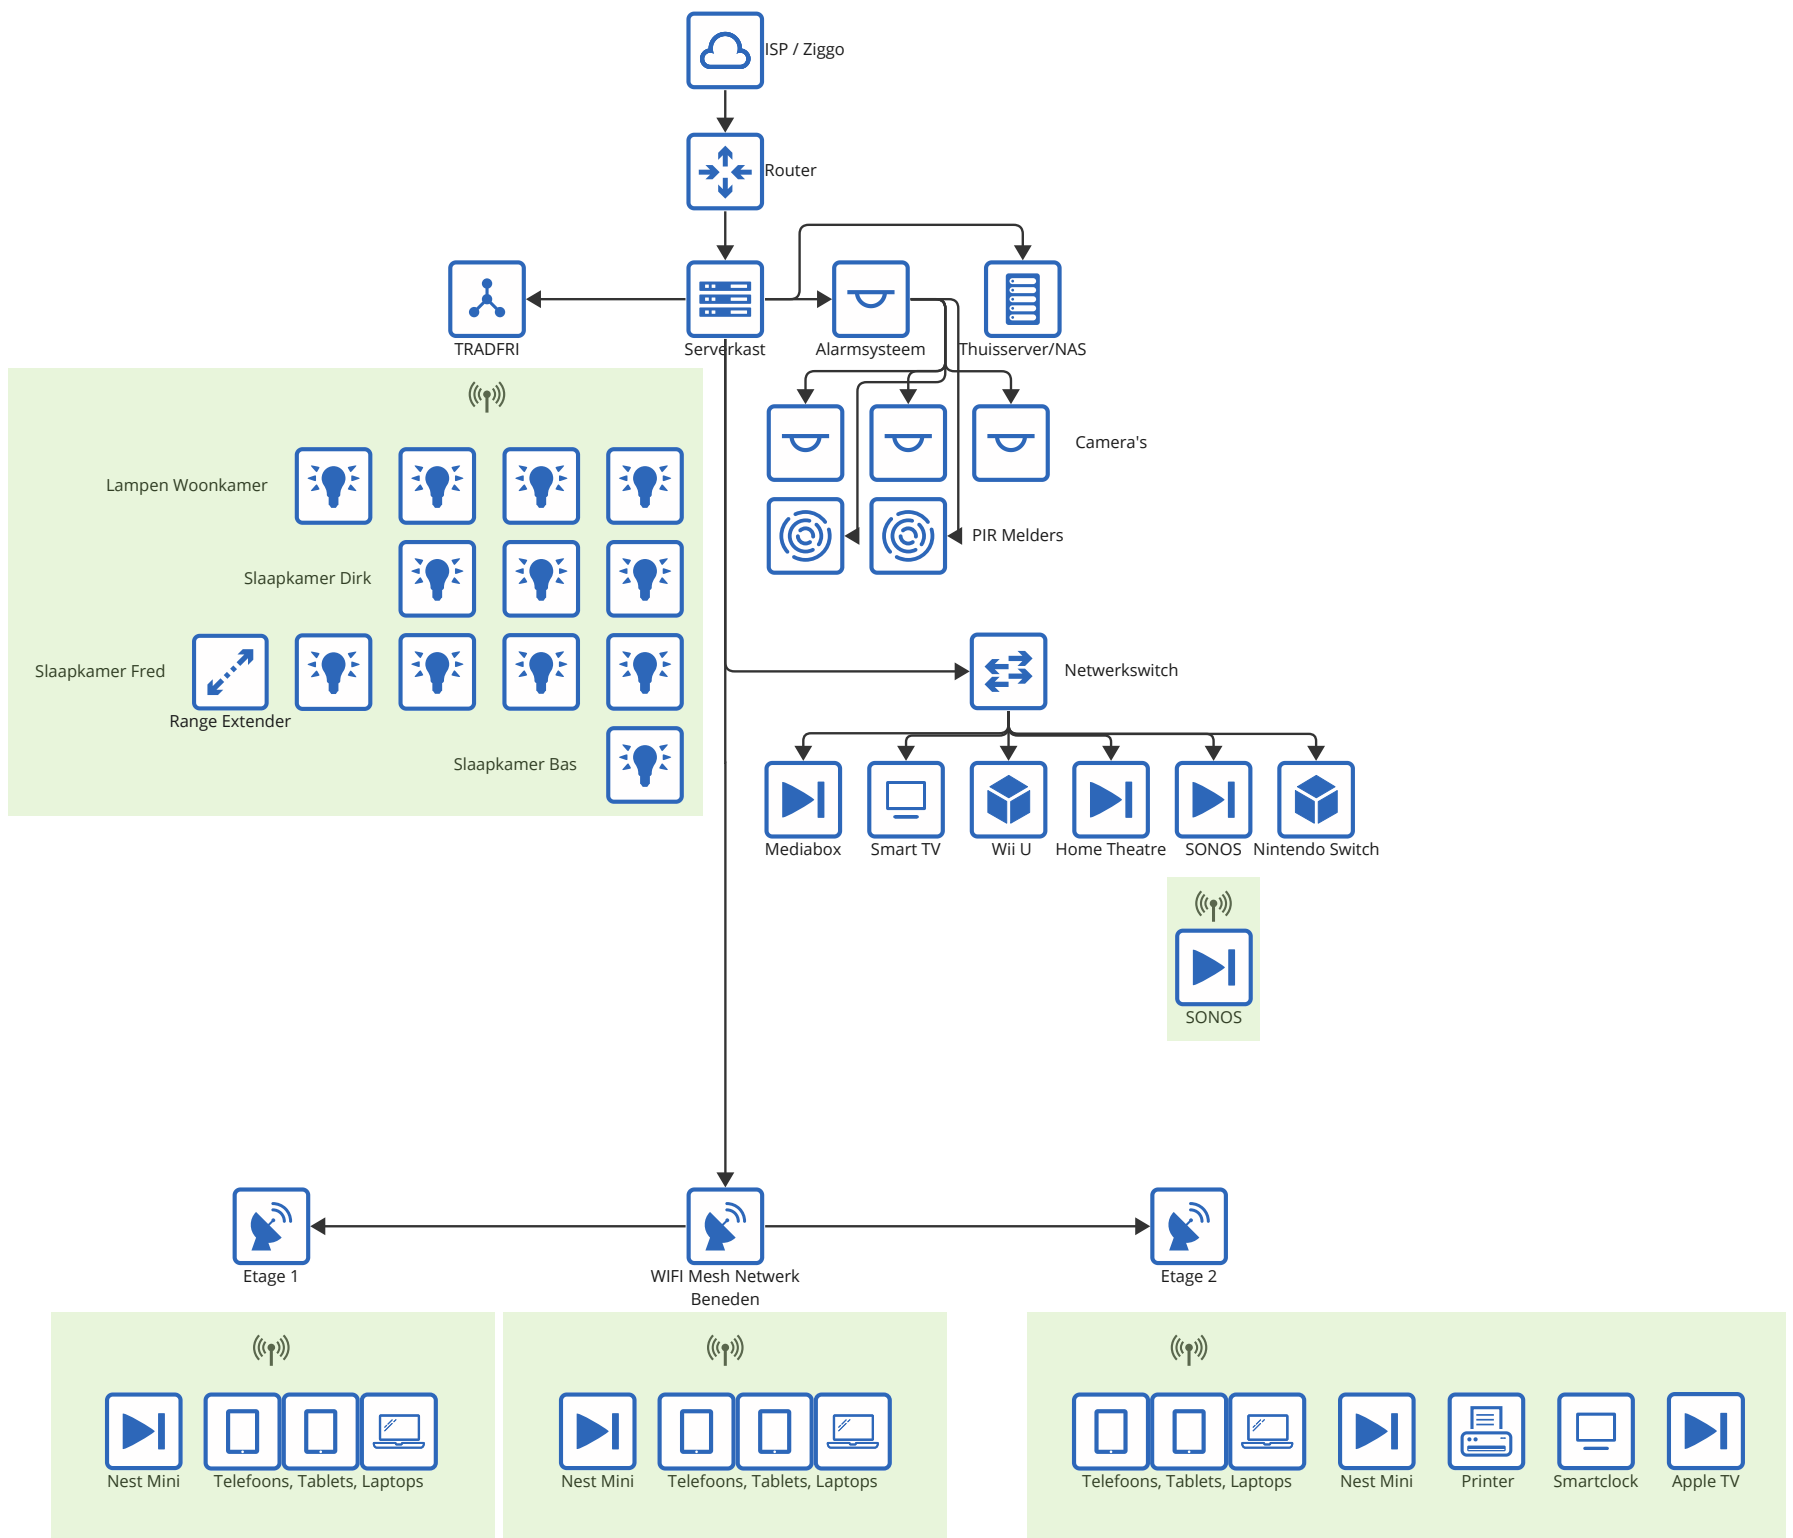 ISP / Ziggo
Router
TRADFRI
Serverkast
Alarmsysteem
Thuisserver/NAS
Camera's
Lampen Woonkamer
PIR Melders
Slaapkamer Dirk
Slaapkamer Fred
Netwerkswitch
Range Extender
Slaapkamer Bas
Mediabox
Smart TV
Wii U
Home Theatre
SONOS
Nintendo Switch
SONOS
Etage 1
WIFI Mesh Netwerk
Beneden
Etage 2
Nest Mini
Telefoons, Tablets, Laptops
Nest Mini
Telefoons, Tablets, Laptops
Telefoons, Tablets, Laptops
Nest Mini
Printer
Smartclock
Apple TV